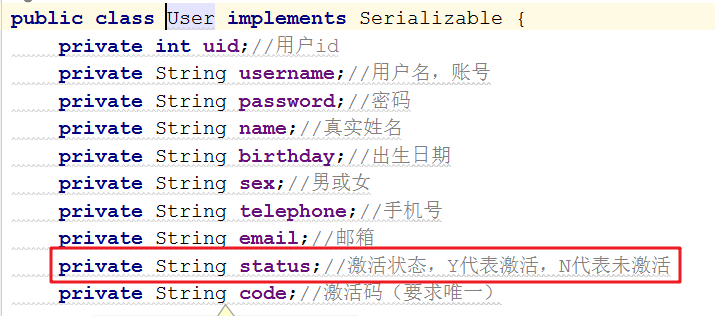 public class User implements Serializable {
private int uid;//用户id
private String username;//用户名，账号
private String password;//密码
private String name;//真实姓名
private String birthday;//出生日期
private String sex;//男或女
private String telephone;//手机号
private String email;//邮箱
private String status;//激活状态，Y代表激活，N代表未激活
private String code;//激活码（要求唯一）